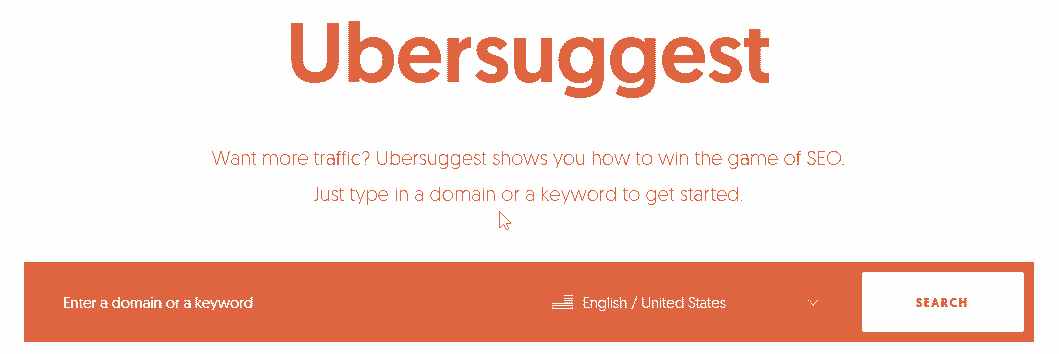 Ubersuggest
Want more traffic? Ubersuggest shows you how to win the game of SEO.
Just type in a domain or a keyword to get started.
Enter a domain or a keyword
English / United States
SEARCH